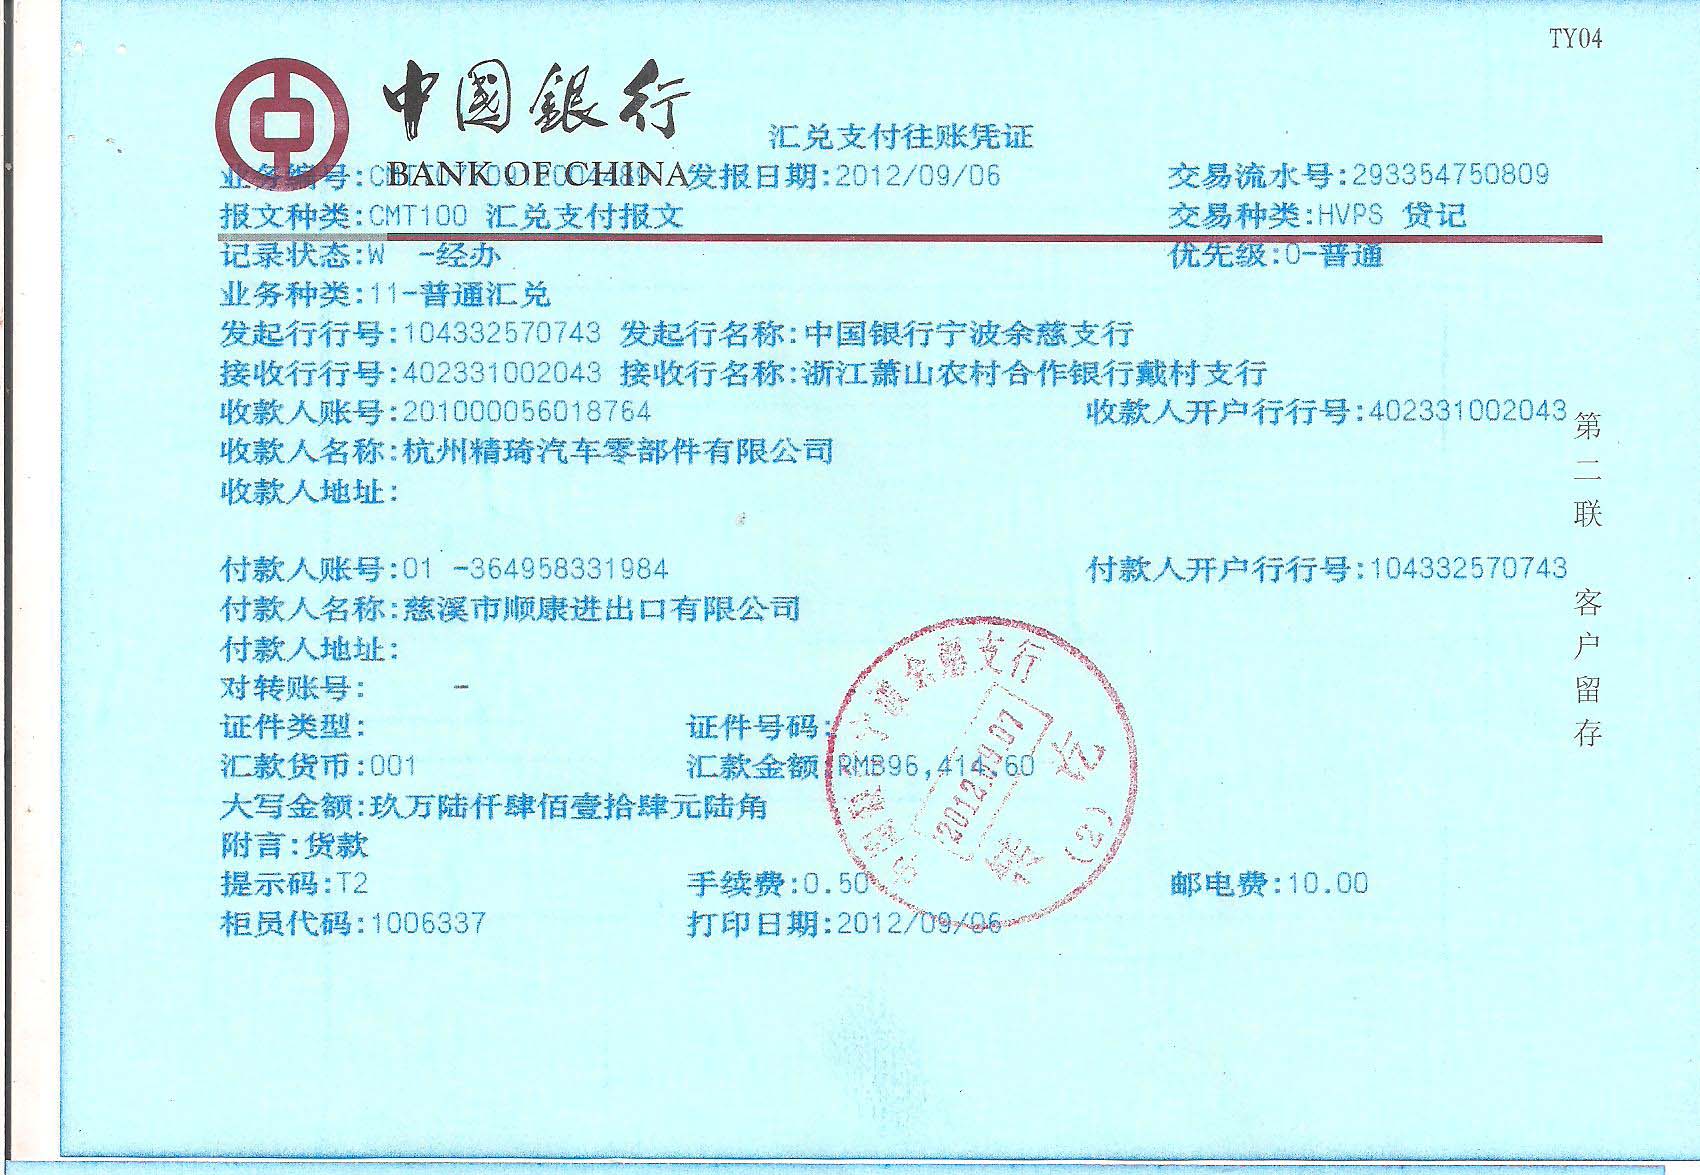 TY04
中國銀行
BANK OF CHINA
汇兑支付往账凭证
业务编号: 发报日期:2012/09/06 交易流水号:293354750809
报文种类:CMT100 汇兑支付报文 交易种类:HVPS 贷记
记录状态:W -经办 优先级:0-普通
业务种类:11-普通汇兑
发起行行号:104332570743 发起行名称:中国银行宁波余慈支行
接收行行号:402331002043 接收行名称:浙江萧山农村合作银行戴村支行
收款人账号:201000056018764 收款人开户行行号:402331002043
收款人名称:杭州精琦汽车零部件有限公司
收款人地址:
付款人账号:01 -364958331984 付款人开户行行号:104332570743
付款人名称:慈溪市顺康进出口有限公司
付款人地址:
对转账号: -
证件类型: 证件号码:
汇款货币:001 汇款金额:RMB96,414.60
大写金额:玖万陆仟肆佰壹拾肆元陆角
附言:货款
提示码:T2 手续费:0.50 邮电费:10.00
柜员代码:1006337 打印日期:2012/09/06
第二联 客户留存
中国银行宁波余慈支行
2012.09.07
转讫
(2)